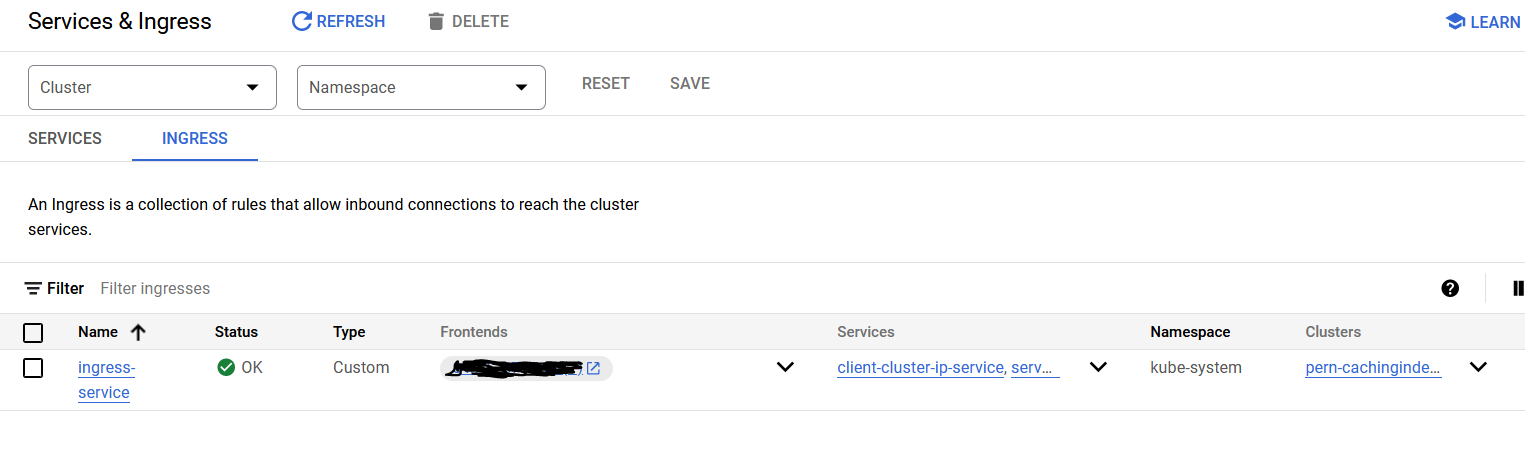 Services & Ingress REFRESH DELETE LEARN
Cluster Namespace RESET SAVE
SERVICES INGRESS
An Ingress is a collection of rules that allow inbound connections to reach the cluster
services.
Filter Filter ingresses
Name Status Type Frontends Services Namespace Clusters
ingress- OK Custom client-cluster-ip-service, serv... kube-system pern-cachinginde...
service